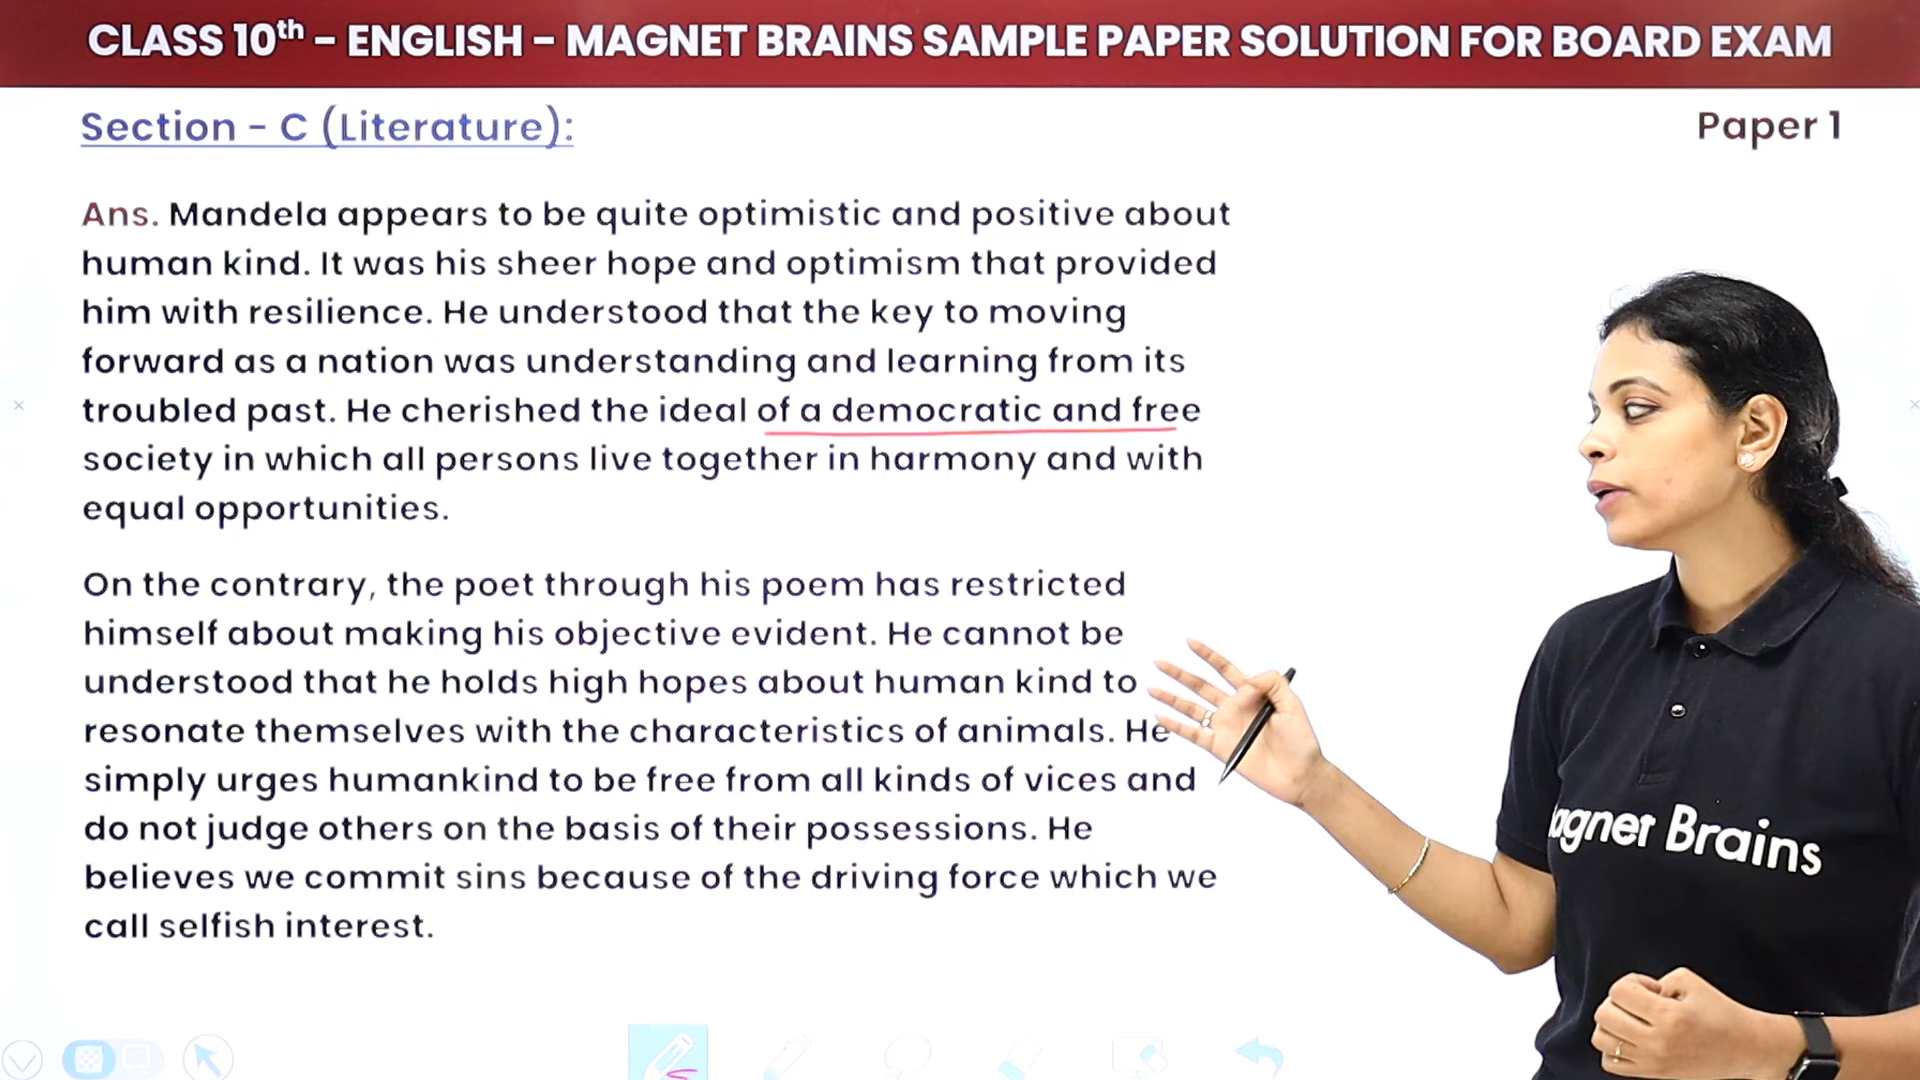 CLASS 10th - ENGLISH - MAGNET BRAINS SAMPLE PAPER SOLUTION FOR BOARD EXAM
Section - C (Literature):
Paper 1
Ans. Mandela appears to be quite optimistic and positive about
human kind. It was his sheer hope and optimism that provided
him with resilience. He understood that the key to moving
forward as a nation was understanding and learning from its
troubled past. He cherished the ideal of a democratic and free
society in which all persons live together in harmony and with
equal opportunities.
On the contrary, the poet through his poem has restricted
himself about making his objective evident. He cannot be
understood that he holds high hopes about human kind to
resonate themselves with the characteristics of animals. He
simply urges humankind to be free from all kinds of vices and
do not judge others on the basis of their possessions. He
believes we commit sins because of the driving force which we
call selfish interest.
agnet Brains